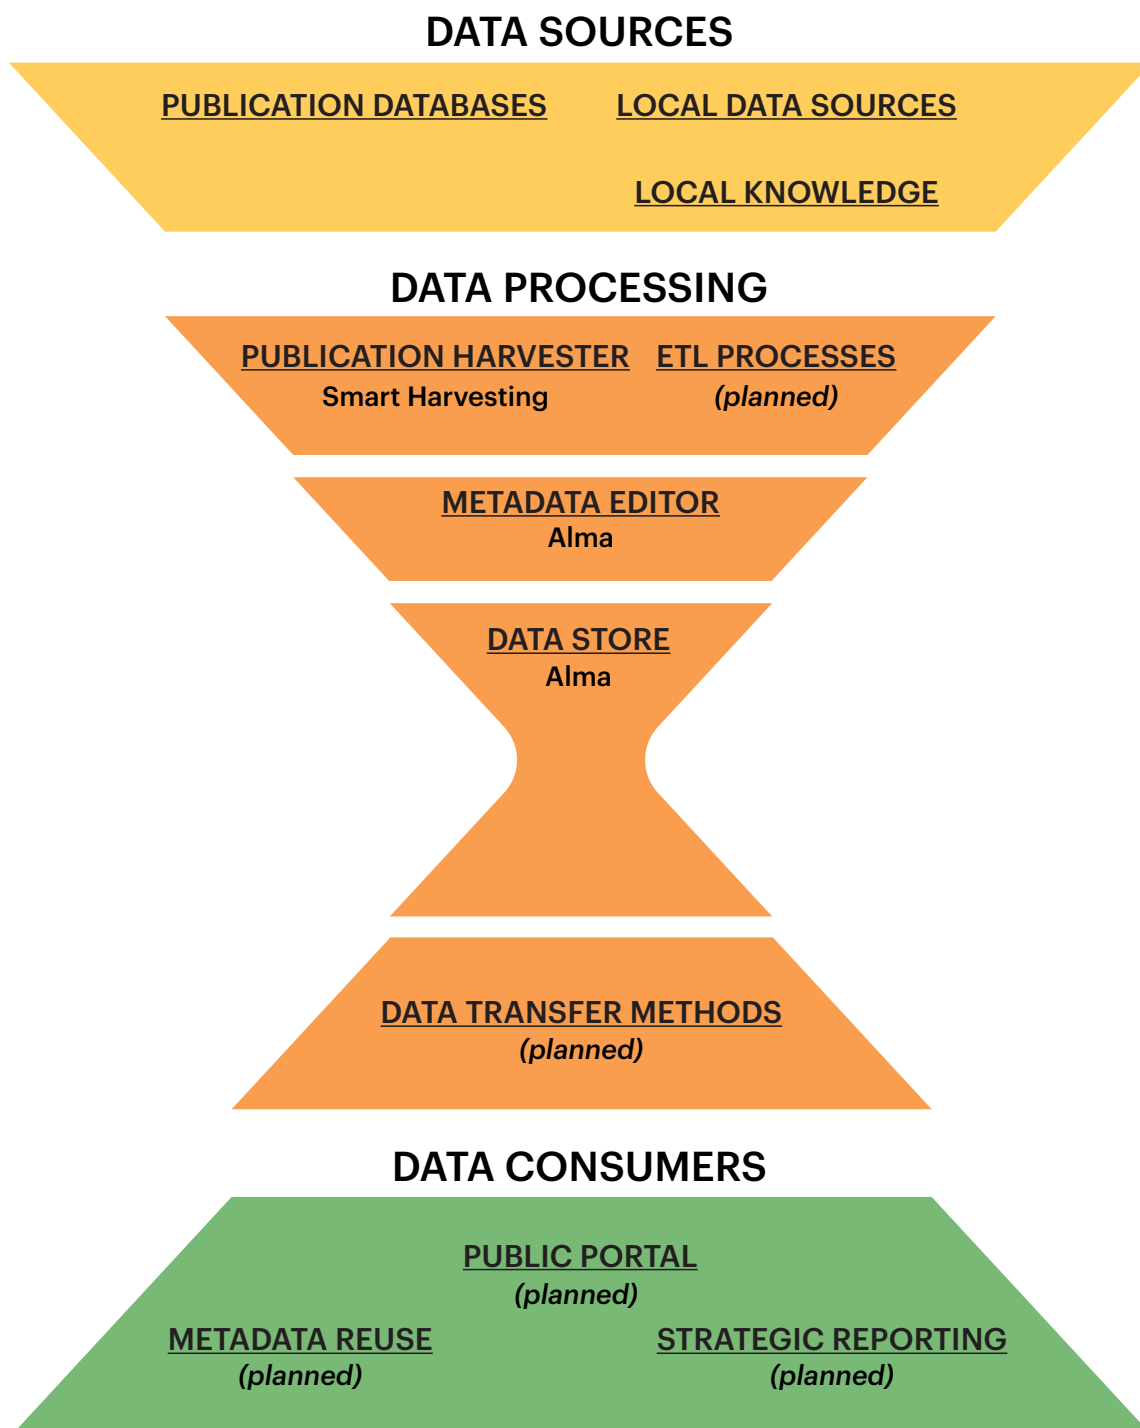 DATA SOURCES
PUBLICATION DATABASES
LOCAL DATA SOURCES
LOCAL KNOWLEDGE
DATA PROCESSING
PUBLICATION HARVESTER
Smart Harvesting
ETL PROCESSES
(planned)
METADATA EDITOR
Alma
DATA STORE
Alma
DATA TRANSFER METHODS
(planned)
DATA CONSUMERS
PUBLIC PORTAL
(planned)
METADATA REUSE
(planned)
STRATEGIC REPORTING
(planned)